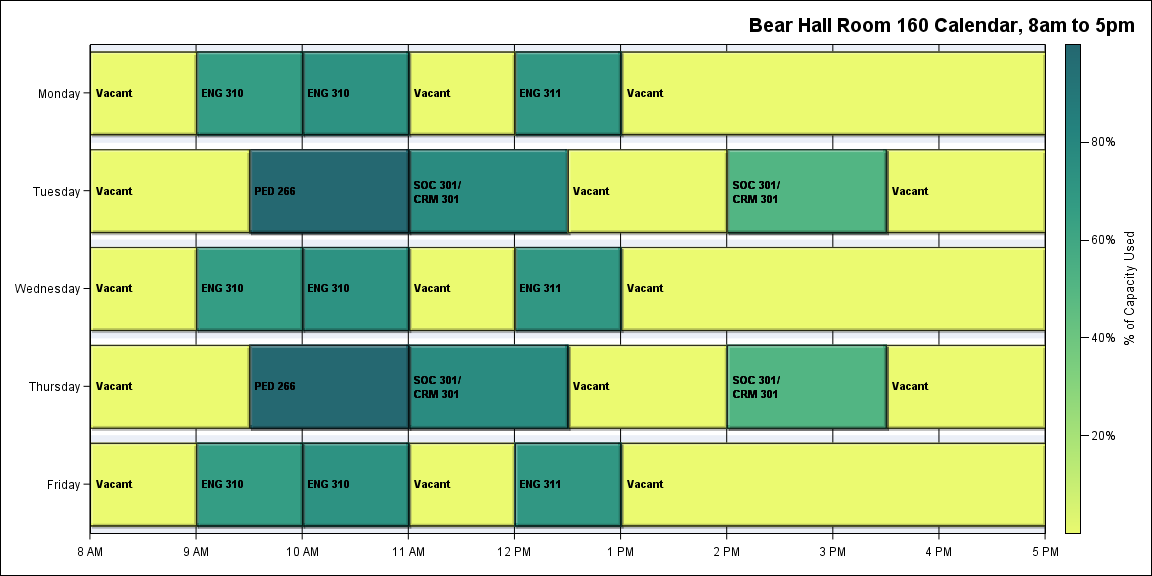 Bear Hall Room 160 Calendar, 8am to 5pm
Monday
Vacant
ENG 310
ENG 310
Vacant
ENG 311
Vacant
Tuesday
Vacant
PED 266
SOC 301/
CRM 301
Vacant
SOC 301/
CRM 301
Vacant
Wednesday
Vacant
ENG 310
ENG 310
Vacant
ENG 311
Vacant
Thursday
Vacant
PED 266
SOC 301/
CRM 301
Vacant
SOC 301/
CRM 301
Vacant
Friday
Vacant
ENG 310
ENG 310
Vacant
ENG 311
Vacant
8 AM
9 AM
10 AM
11 AM
12 PM
1 PM
2 PM
3 PM
4 PM
5 PM
80%
60%
40%
20%
% of Capacity Used